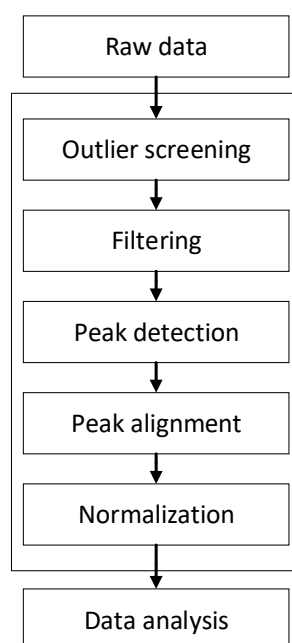 Raw data
Outlier screening
Filtering
Peak detection
Peak alignment
Normalization
Data analysis